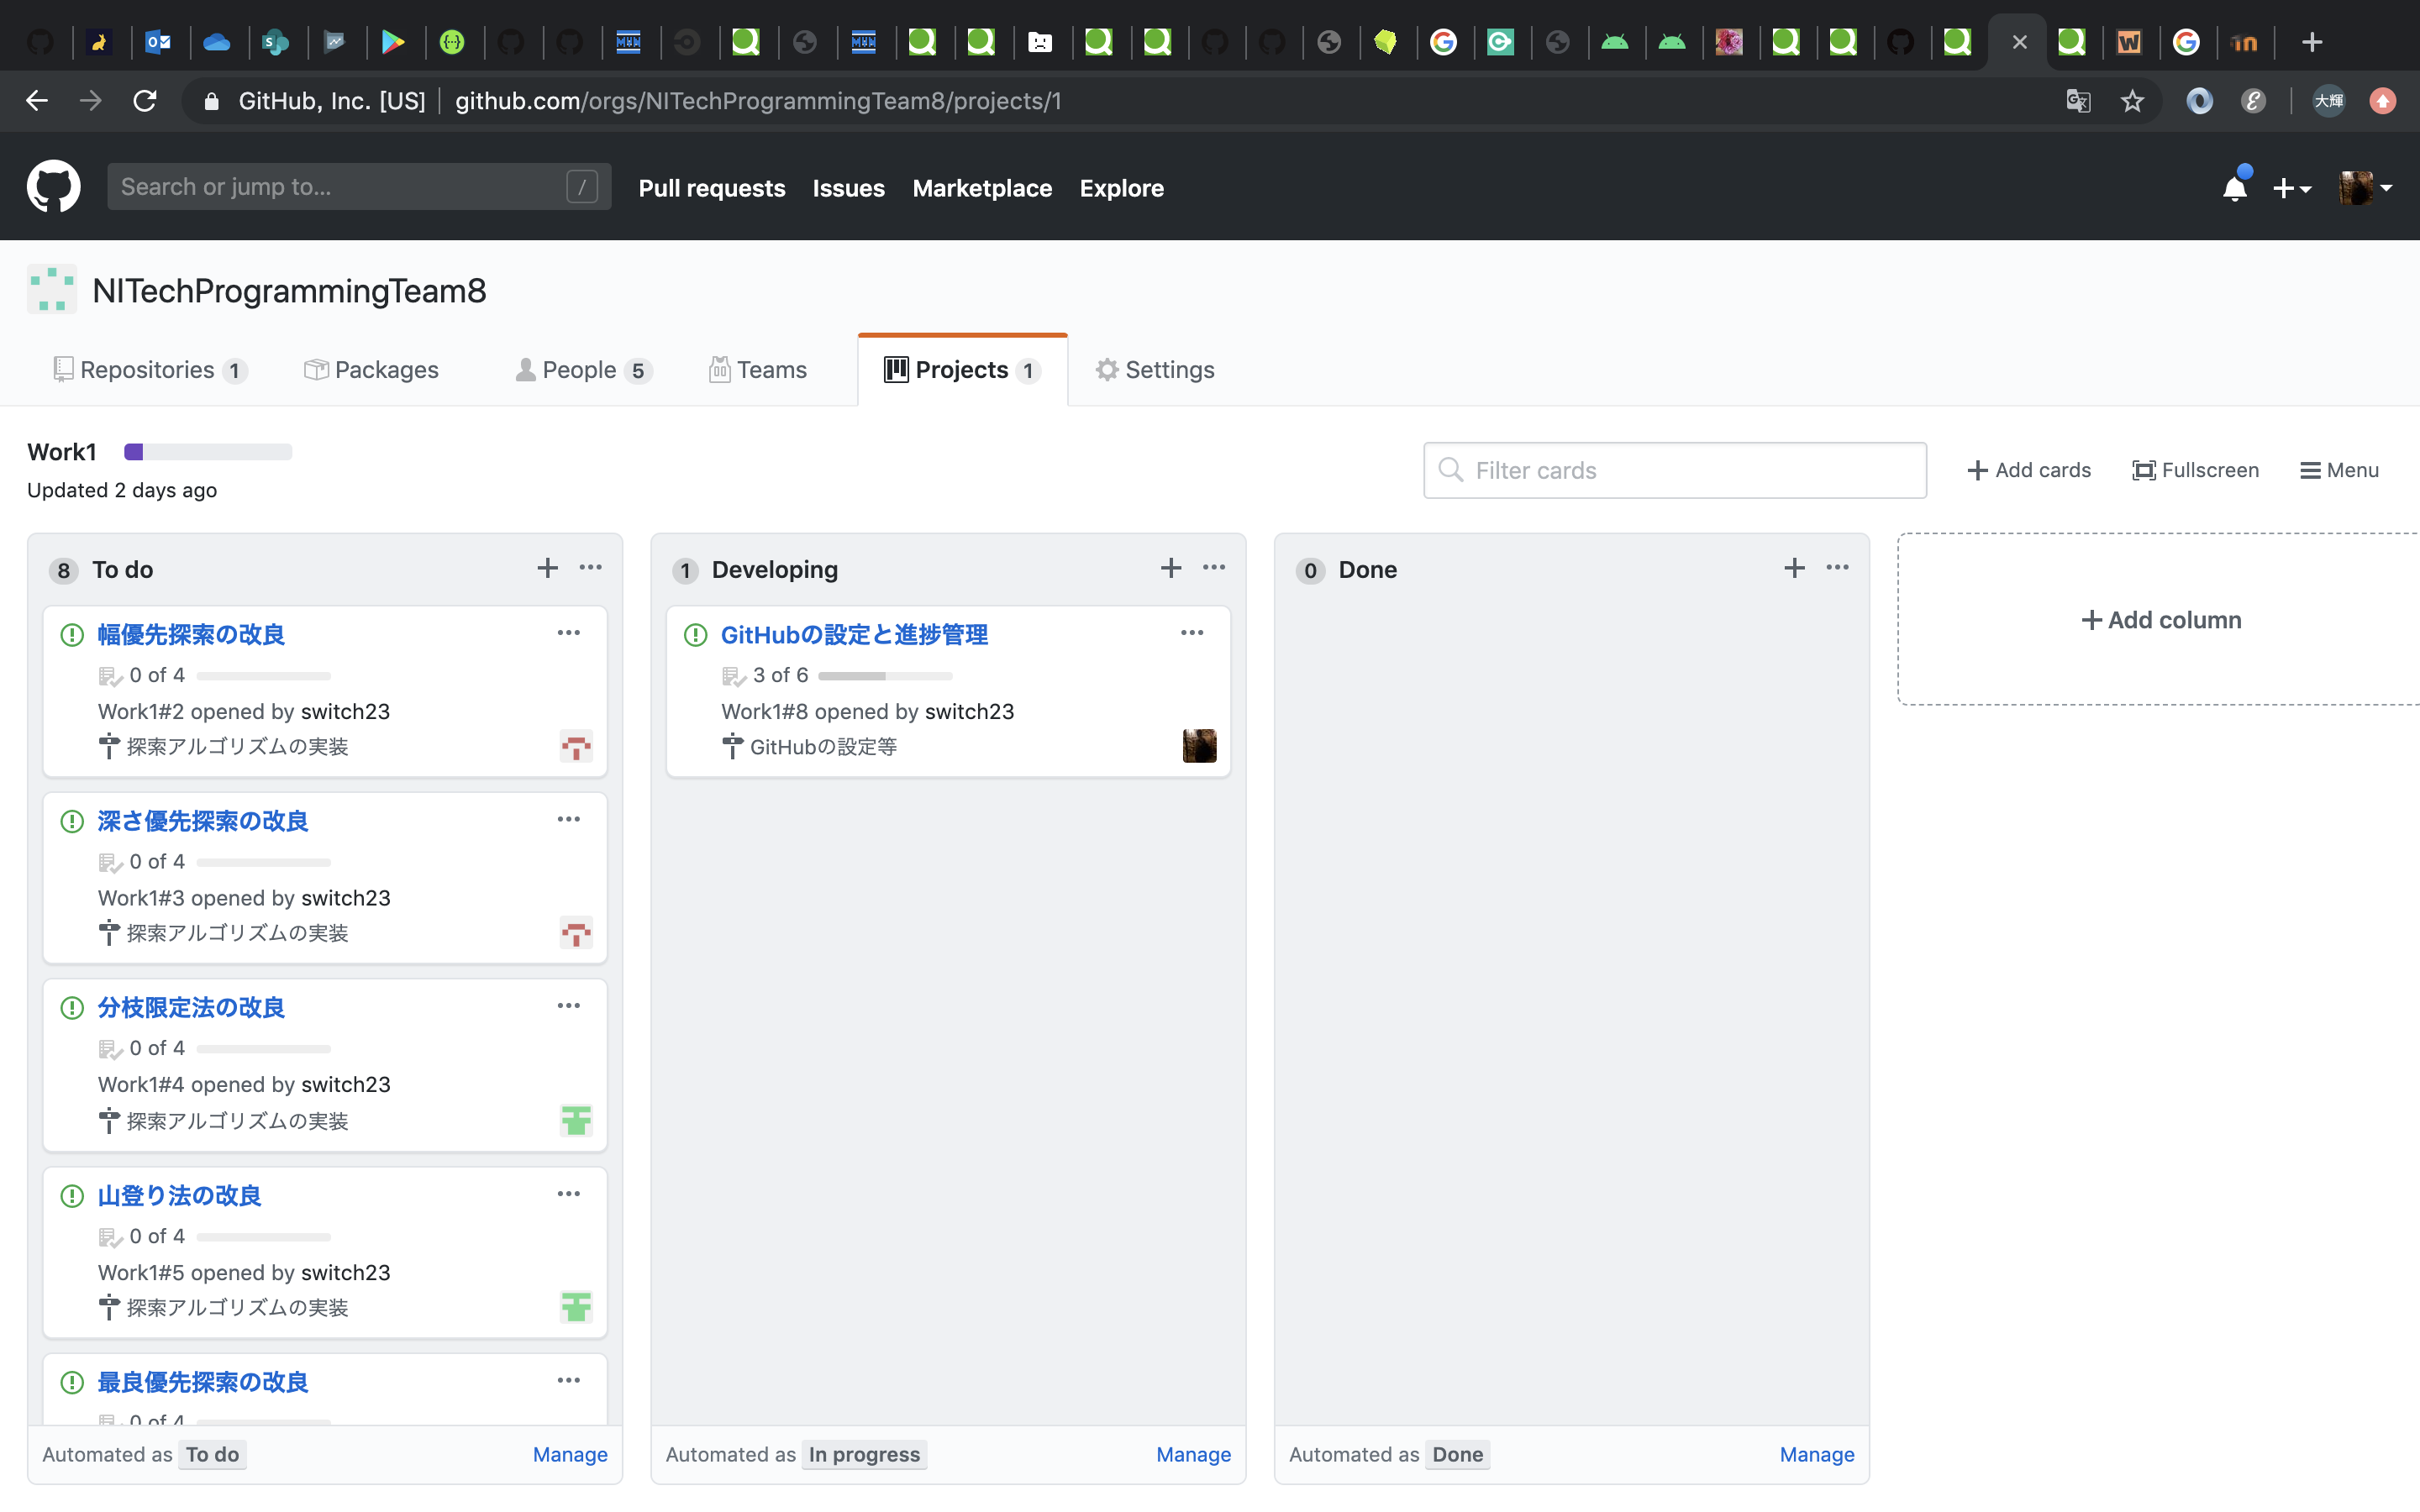 GitHub, Inc. [US] github.com/orgs/NITechProgrammingTeam8/projects/1
大輝
Search or jump to... /
Pull requests Issues Marketplace Explore
NITechProgrammingTeam8
Repositories 1 Packages People 5 Teams Projects 1 Settings
Work1
Updated 2 days ago
Filter cards
Add cards Fullscreen Menu
8 To do
幅優先探索の改良
0 of 4
Work1#2 opened by switch23
探索アルゴリズムの実装
深さ優先探索の改良
0 of 4
Work1#3 opened by switch23
探索アルゴリズムの実装
分枝限定法の改良
0 of 4
Work1#4 opened by switch23
探索アルゴリズムの実装
山登り法の改良
0 of 4
Work1#5 opened by switch23
探索アルゴリズムの実装
最良優先探索の改良
0 of 4
Automated as To do Manage
1 Developing
GitHubの設定と進捗管理
3 of 6
Work1#8 opened by switch23
GitHubの設定等
Automated as In progress Manage
0 Done
Automated as Done Manage
Add column